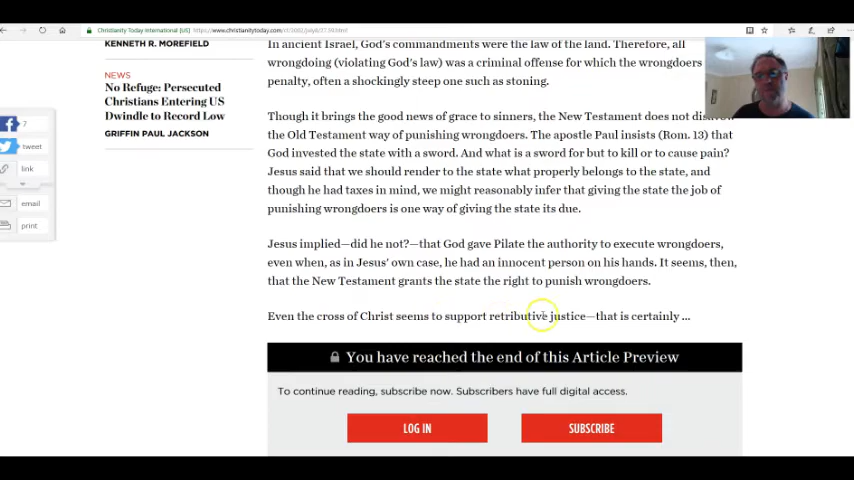 Christianity Today International [US]
https://www.christianitytoday.com
KENNETH R. MOREFIELD
NEWS
No Refuge: Persecuted
Christians Entering US
Dwindle to Record Low
GRIFFIN PAUL JACKSON
7
tweet
link
email
print
In ancient Israel, God's commandments were the law of the land. Therefore, all
wrongdoing (violating God's law) was a criminal offense for which the wrongdoers
penalty, often a shockingly steep one such as stoning.
Though it brings the good news of grace to sinners, the New Testament does not
the Old Testament way of punishing wrongdoers. The apostle Paul insists (Rom. 13) that
God invested the state with a sword. And what is a sword for but to kill or to cause pain?
Jesus said that we should render to the state what properly belongs to the state, and
though he had taxes in mind, we might reasonably infer that giving the state the job of
punishing wrongdoers is one way of giving the state its due.
Jesus implied—did he not?—that God gave Pilate the authority to execute wrongdoers,
even when, as in Jesus' own case, he had an innocent person on his hands. It seems, then,
that the New Testament grants the state the right to punish wrongdoers.
Even the cross of Christ seems to support retributive justice—that is certainly ...
You have reached the end of this Article Preview
To continue reading, subscribe now. Subscribers have full digital access.
LOG IN
SUBSCRIBE